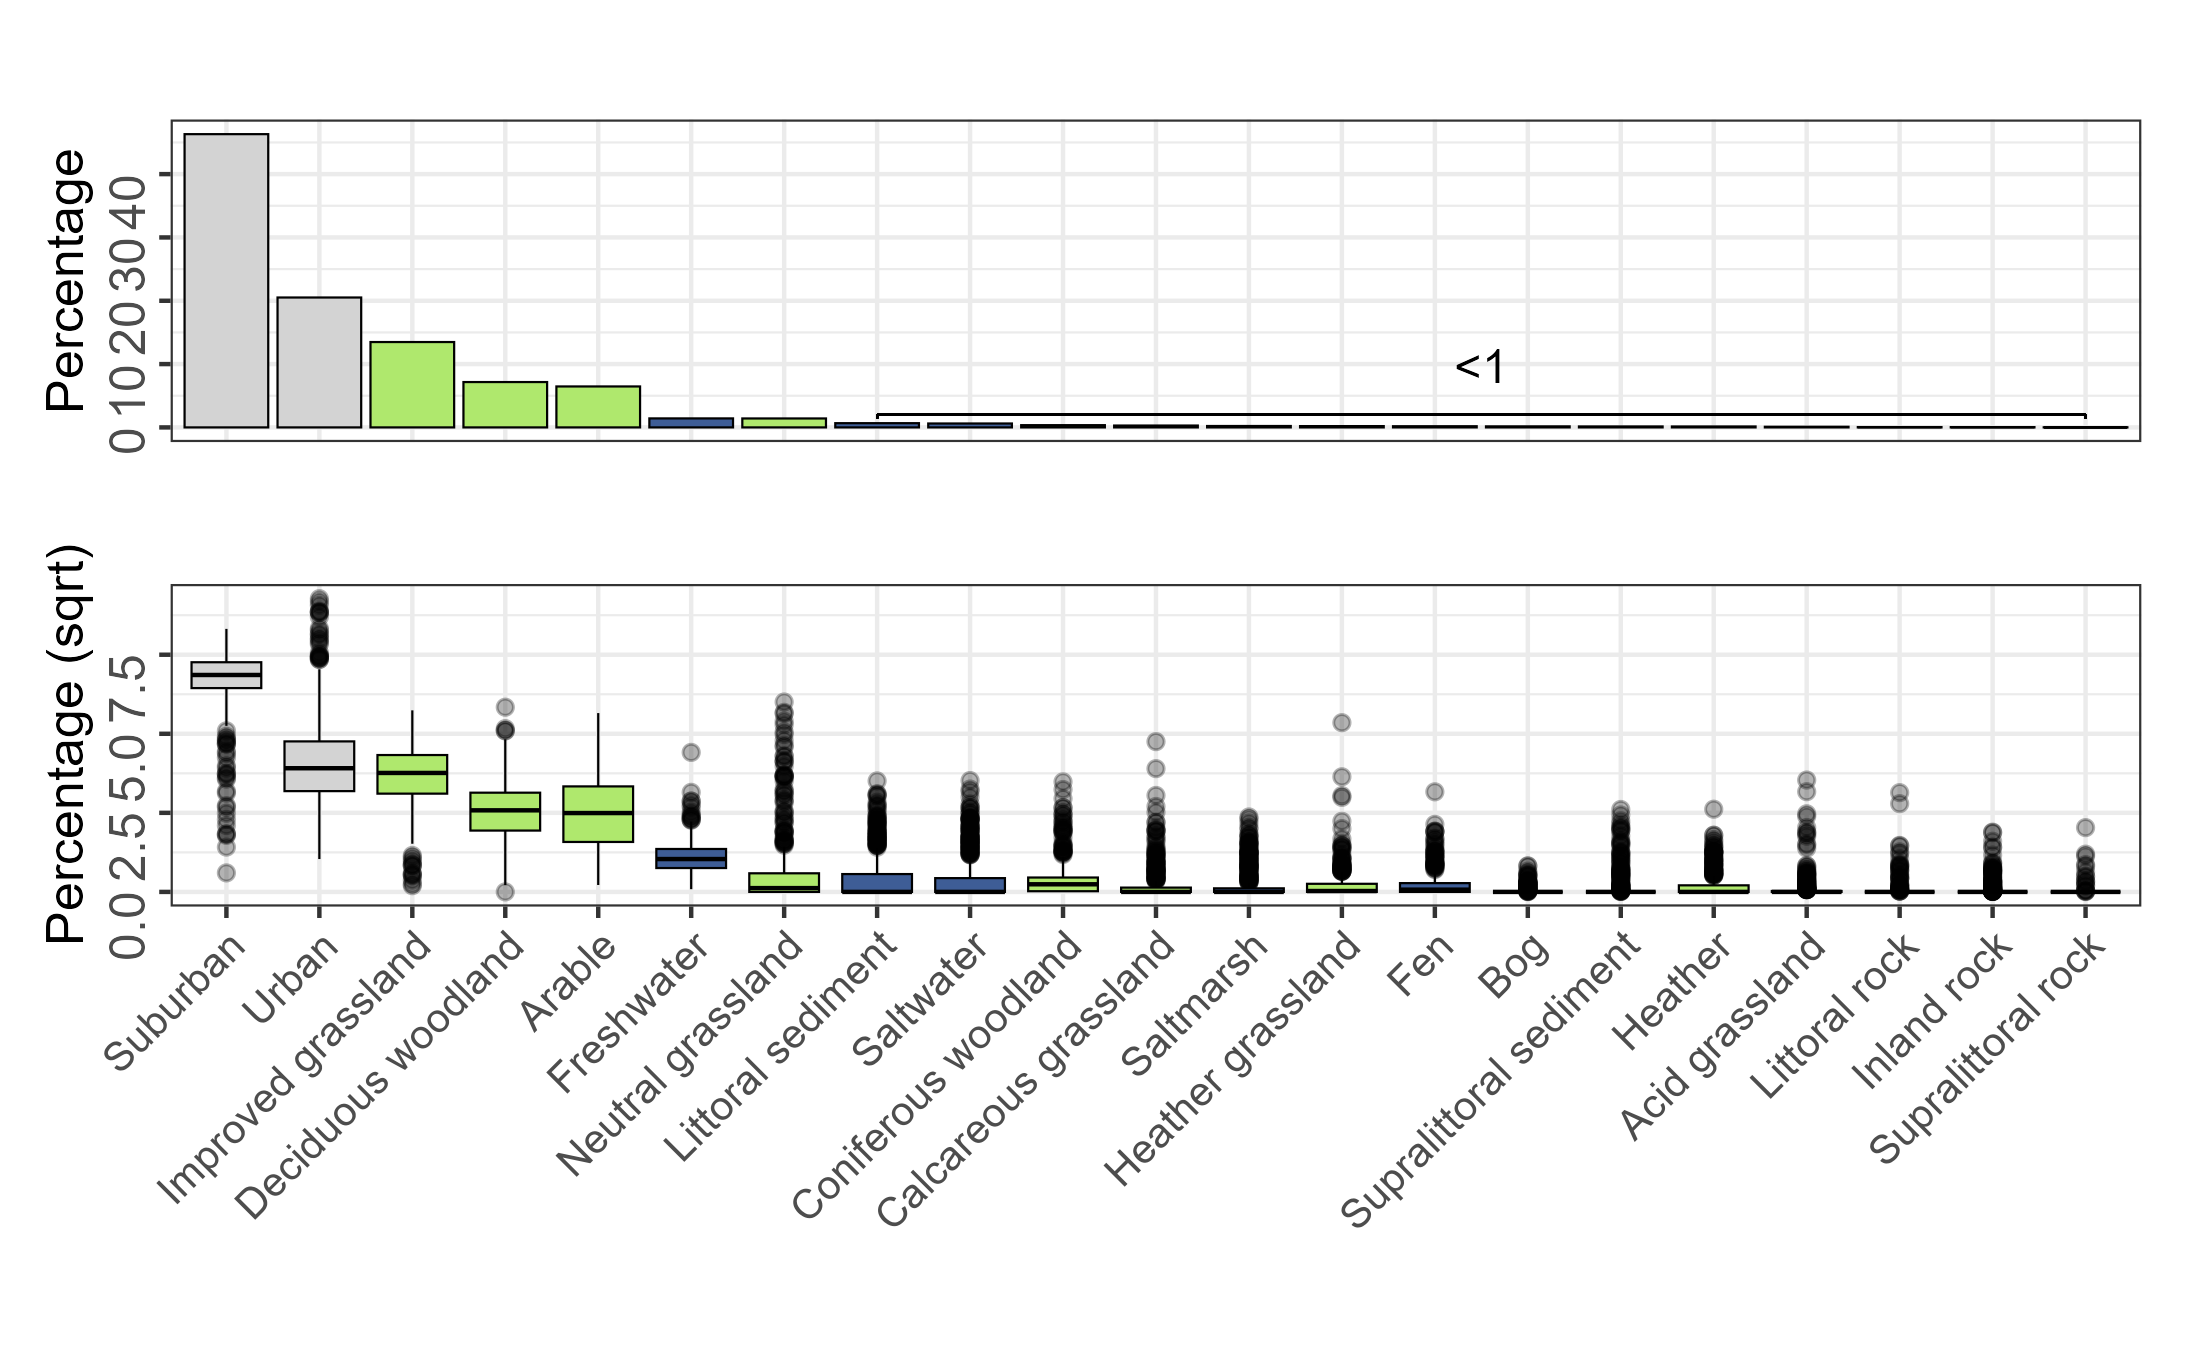 Percentage
40
30
20
10
0
<1
Percentage (sqrt)
7.5
5.0
2.5
0.0
Suburban
Urban
Improved grassland
Deciduous woodland
Arable
Freshwater
Neutral grassland
Littoral sediment
Saltwater
Coniferous woodland
Calcareous grassland
Saltmarsh
Heather grassland
Fen
Bog
Supralittoral sediment
Heather
Acid grassland
Littoral rock
Inland rock
Supralittoral rock